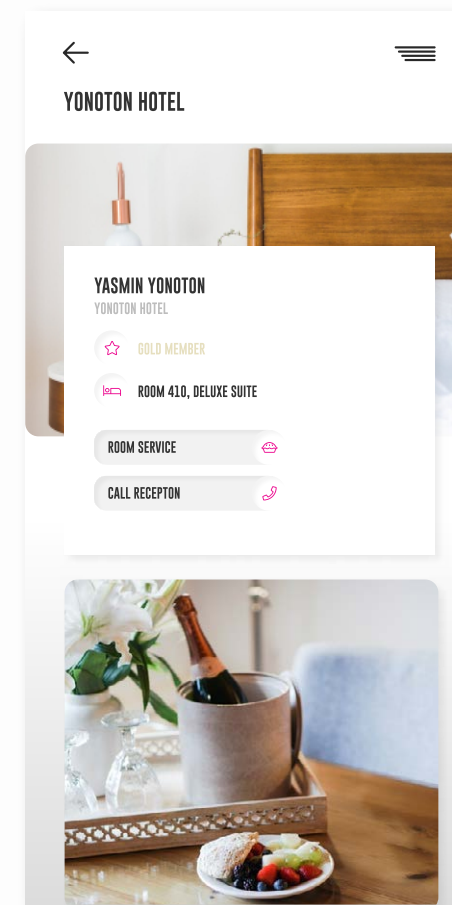 YONOTON HOTEL
YASMIN YONOTON
YONOTON HOTEL
GOLD MEMBER
ROOM 410, DELUXE SUITE
ROOM SERVICE
CALL RECEPTON